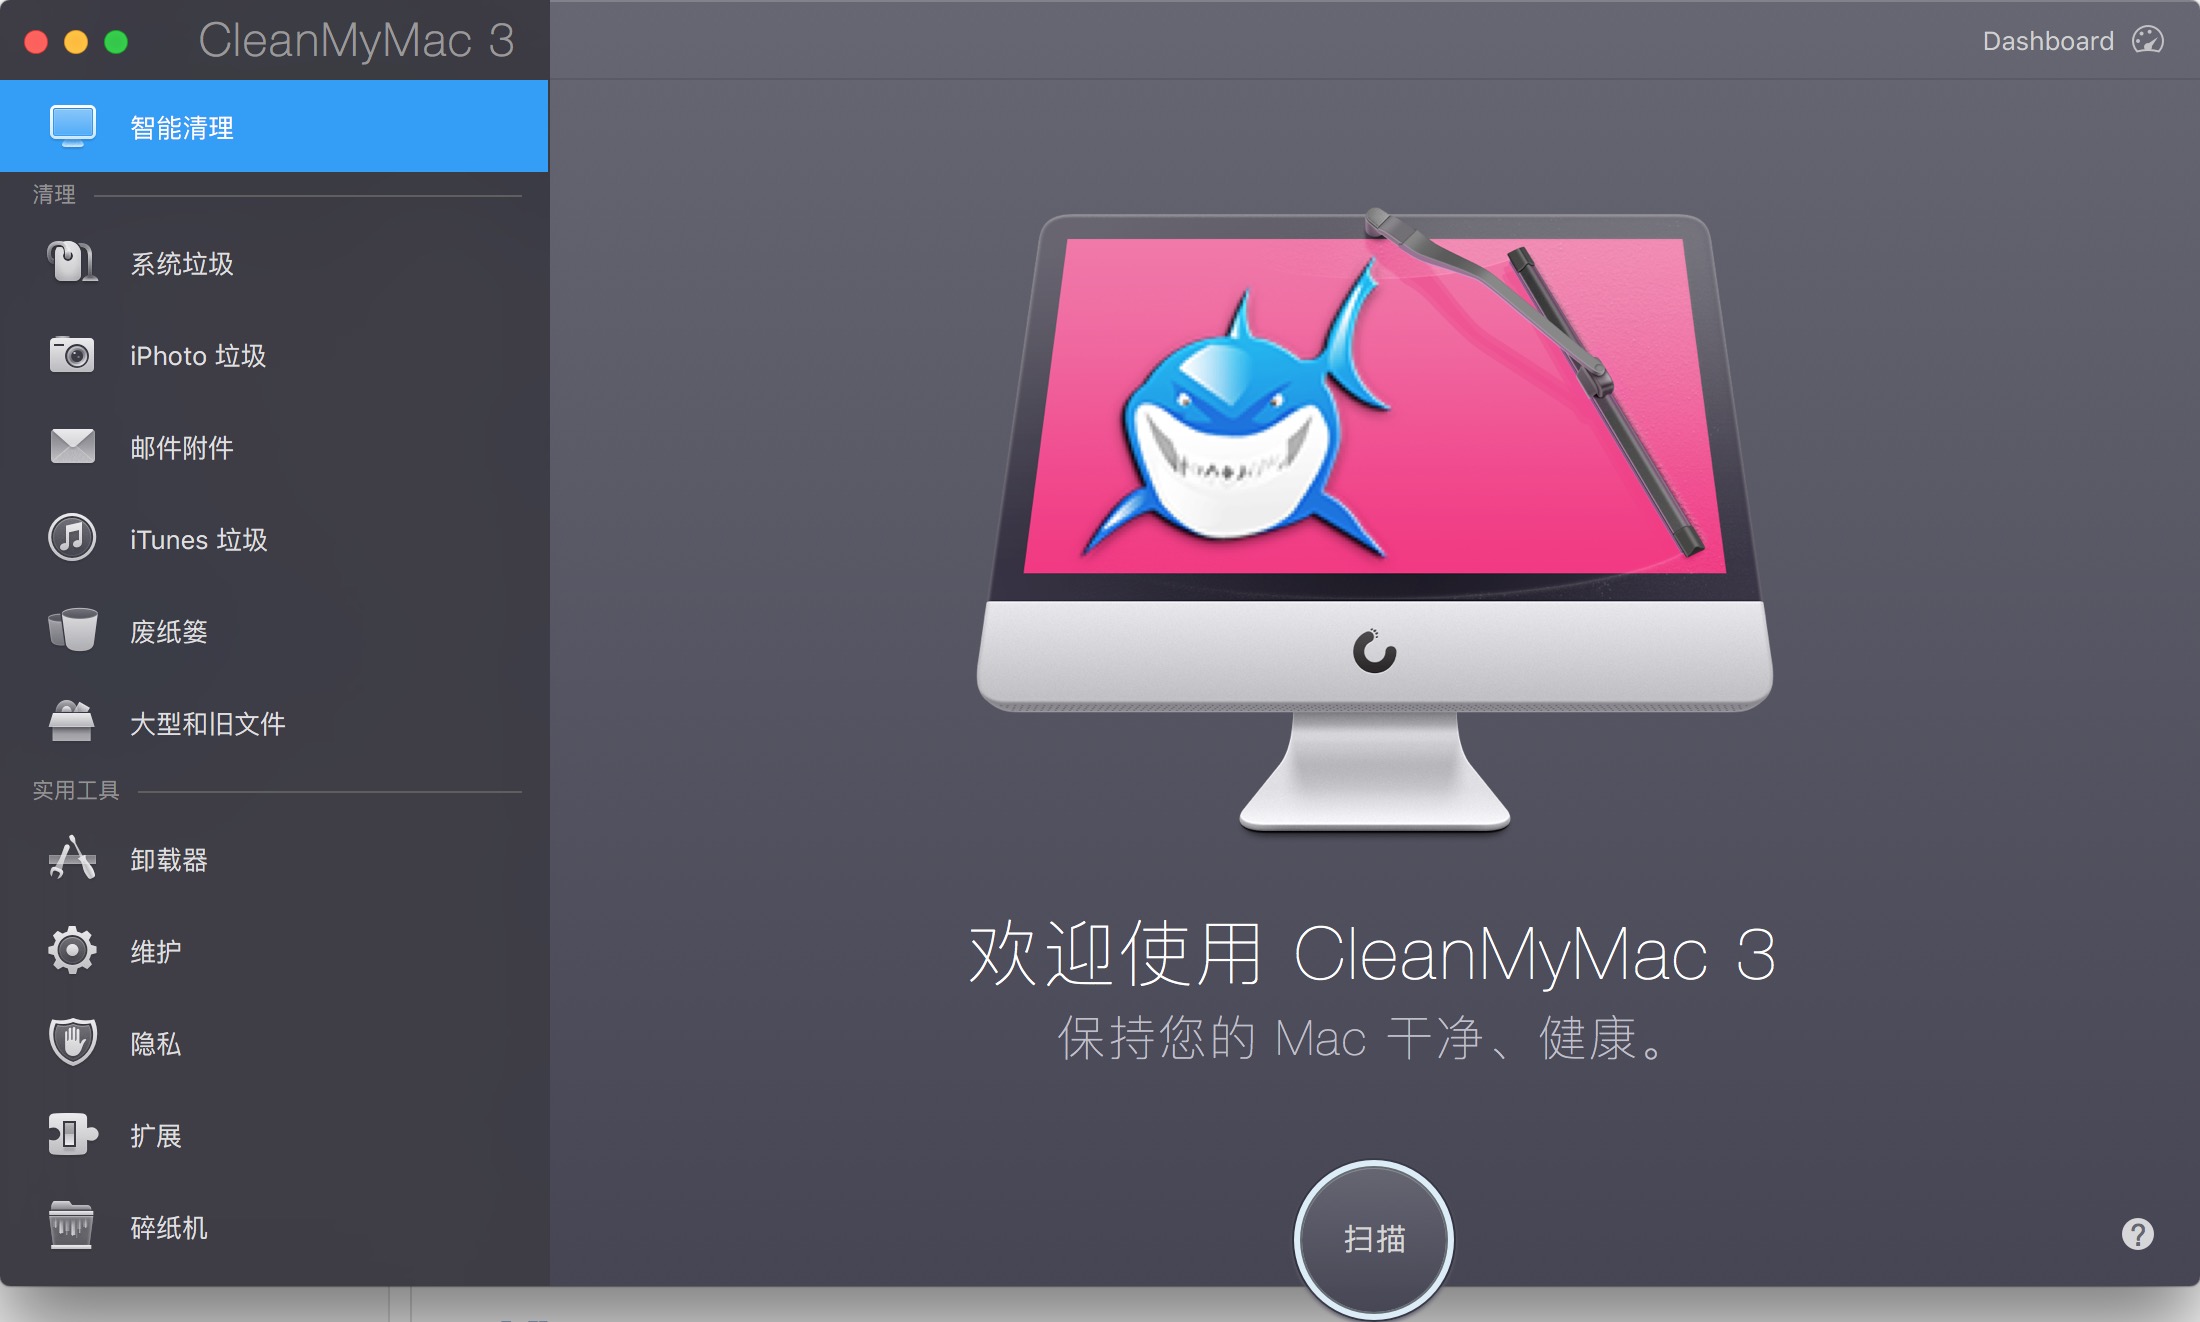 CleanMyMac 3
Dashboard
智能清理
清理
系统垃圾
iPhoto 垃圾
邮件附件
iTunes 垃圾
废纸篓
大型和旧文件
实用工具
卸载器
维护
隐私
扩展
碎纸机
欢迎使用 CleanMyMac 3
保持您的 Mac 干净、健康。
扫描
?